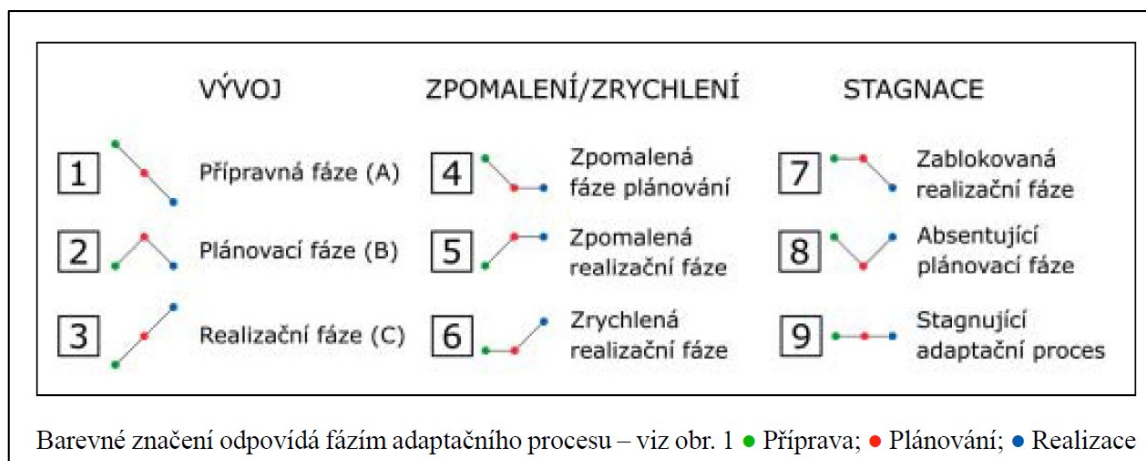 VÝVOJ
1 Přípravná fáze (A)
2 Plánovací fáze (B)
3 Realizační fáze (C)
ZPOMALENÍ/ZRYCHLENÍ
4 Zpomalená
fáze plánování
5 Zpomalená
realizační fáze
6 Zrychlená
realizační fáze
STAGNACE
7 Zablokovaná
realizační fáze
8 Absentující
plánovací fáze
9 Stagnující
adaptační proces
Barevné značení odpovídá fázím adaptačního procesu – viz obr. 1 ● Příprava; ● Plánování; ● Realizace